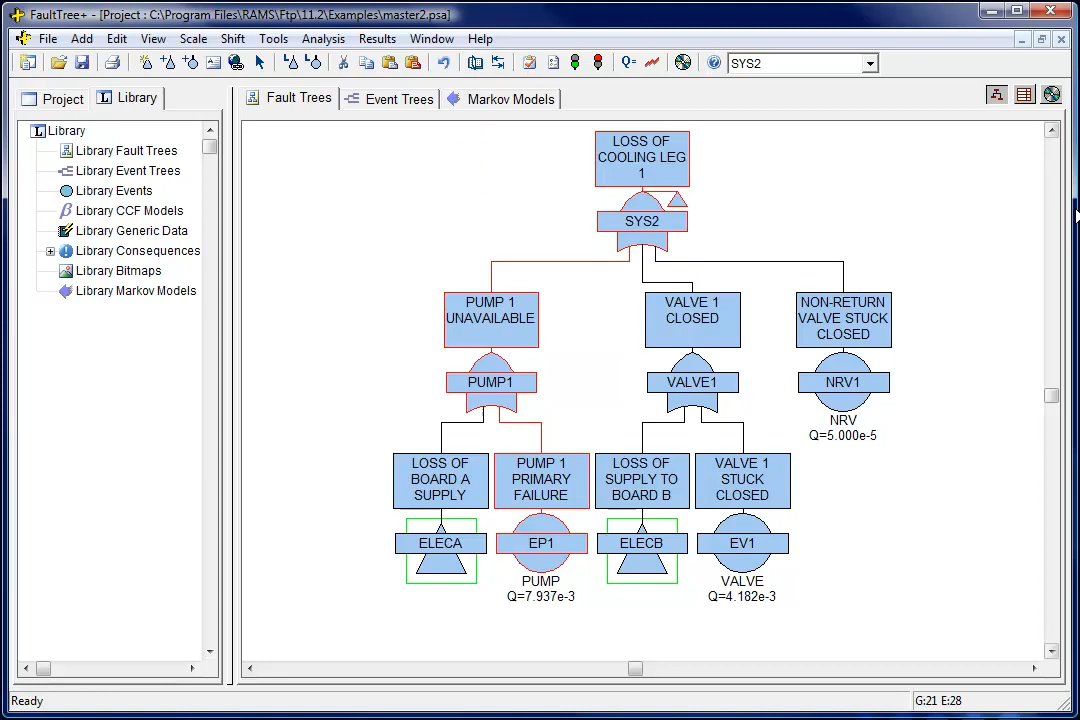 FaultTree+ - [Project : C:\Program Files\RAMS\Ftp\11.2\Examples\master2.psa]
File Add Edit View Scale Shift Tools Analysis Results Window Help
Q= SYS2
Project L Library
Fault Trees Event Trees Markov Models
L Library
Library Fault Trees
Library Event Trees
Library Events
β Library CCF Models
Library Generic Data
Library Consequences
Library Bitmaps
Library Markov Models
LOSS OF
COOLING LEG
1
SYS2
PUMP 1
UNAVAILABLE
PUMP1
VALVE 1
CLOSED
VALVE1
NON-RETURN
VALVE STUCK
CLOSED
NRV1
NRV
Q=5.000e-5
LOSS OF
BOARD A
SUPPLY
ELECA
PUMP 1
PRIMARY
FAILURE
EP1
PUMP
Q=7.937e-3
LOSS OF
SUPPLY TO
BOARD B
ELECB
VALVE 1
STUCK
CLOSED
EV1
VALVE
Q=4.182e-3
Ready
G:21 E:28